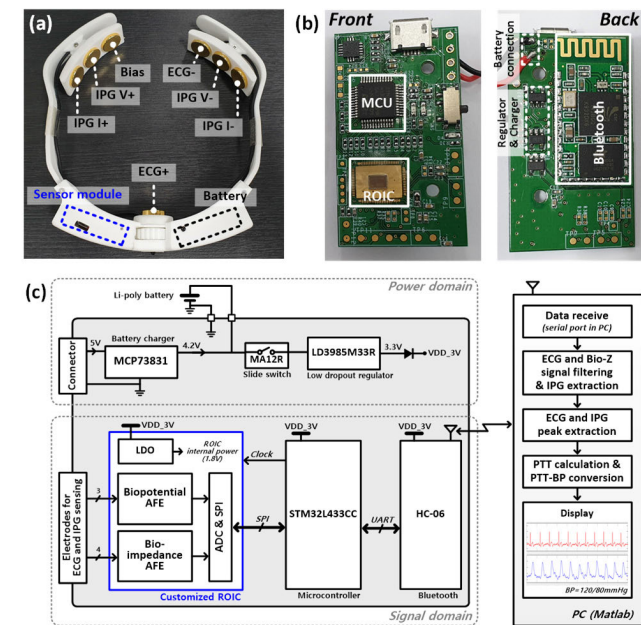 (a)
Bias
IPG V+
IPG I+
ECG-
IPG V-
IPG I-
ECG+
Sensor module
Battery
(b)
Front
Back
MCU
ROIC
Battery
connection
Regulator
& Charger
Bluetooth
(c)
Power domain
Li-poly battery
Connector
5V
Battery charger
MCP73831
4.2V
MA12R
Slide switch
LD3985M33R
Low dropout regulator
3.3V
VDD_3V
Electrodes for
ECG and IPG sensing
3
4
VDD_3V
LDO
ROIC
internal power
(1.8V)
Biopotential
AFE
Bio-
impedance
AFE
ADC & SPI
Customized ROIC
Clock
SPI
VDD_3V
STM32L433CC
Microcontroller
UART
VDD_3V
HC-06
Bluetooth
Signal domain
Data receive
(serial port in PC)
ECG and Bio-Z
signal filtering
& IPG extraction
ECG and IPG
peak extraction
PTT calculation &
PTT-BP conversion
Display
BP=120/80mmHg
PC (Matlab)